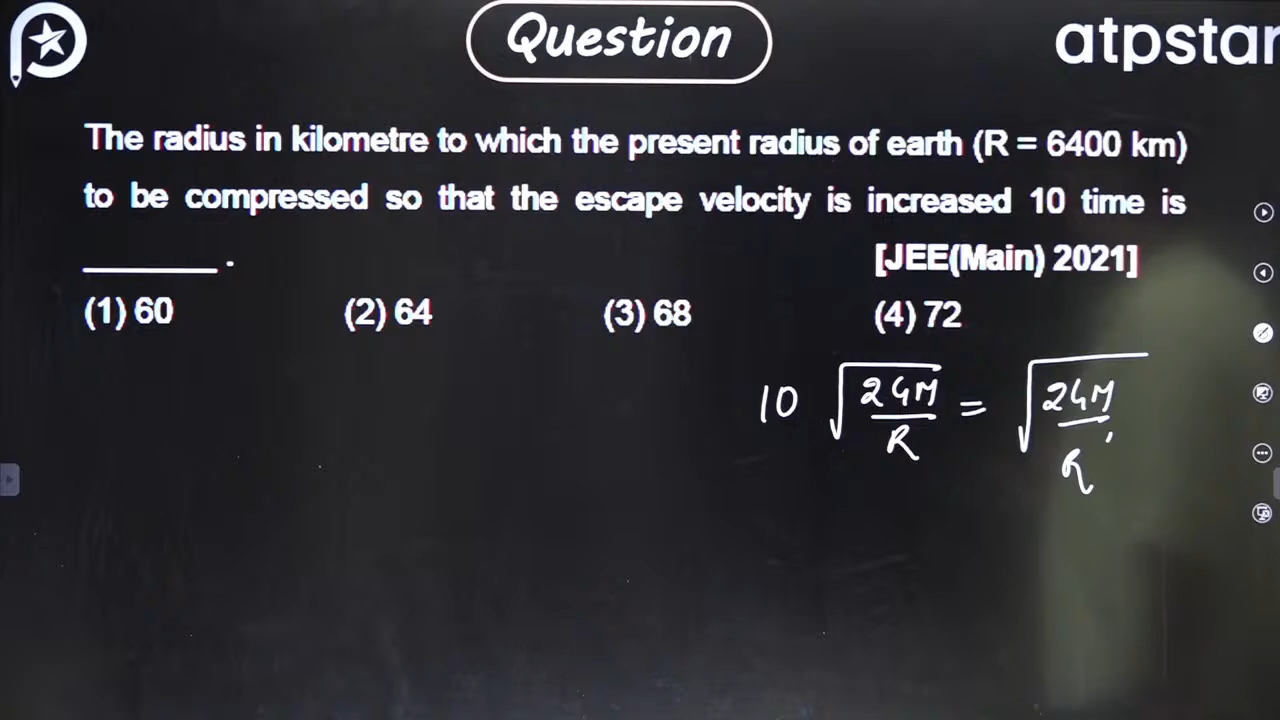 Question
atpstar
The radius in kilometre to which the present radius of earth (R = 6400 km)
to be compressed so that the escape velocity is increased 10 time is
________ .
[JEE(Main) 2021]
(1) 60 (2) 64 (3) 68 (4) 72
10 √(2GM/R) = √(2GM/R')